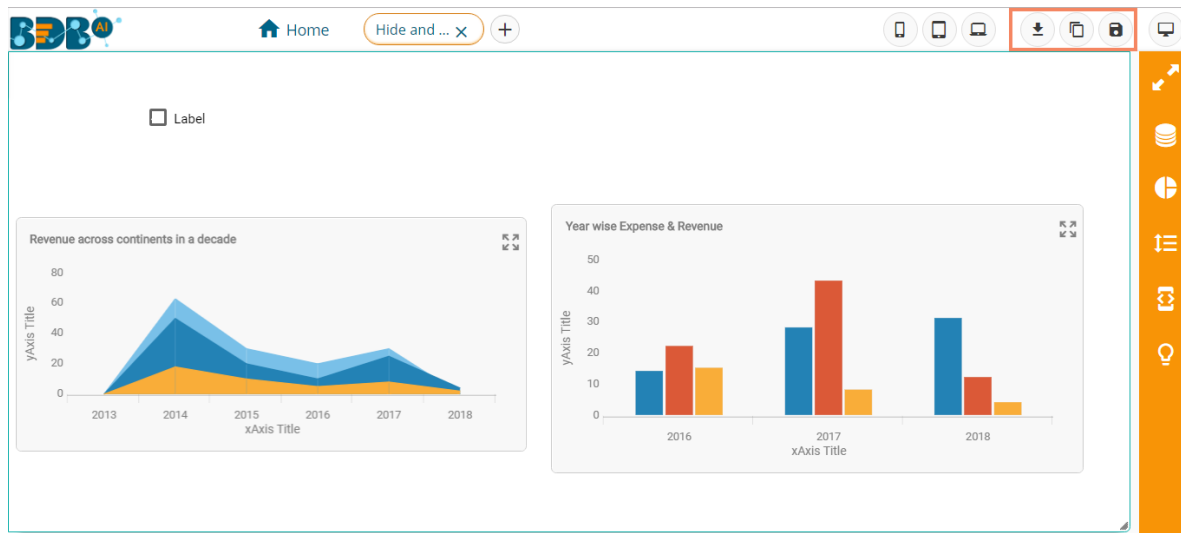 BDB AI
Home
Hide and ... x
Label
Revenue across continents in a decade
80
60
40
20
0
yAxis Title
2013 2014 2015 2016 2017 2018
xAxis Title
Year wise Expense & Revenue
50
40
30
20
10
0
yAxis Title
2016 2017 2018
xAxis Title